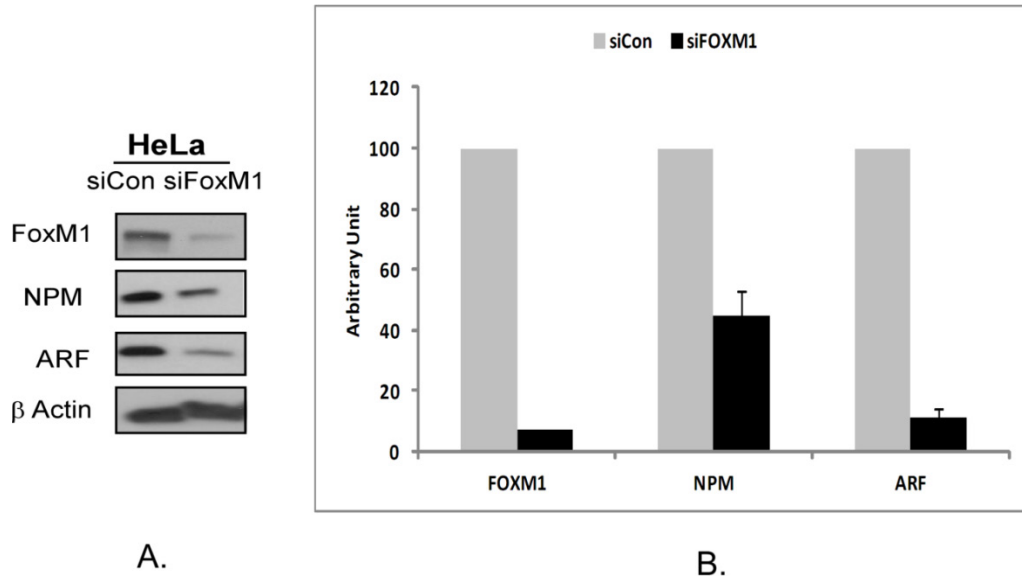 HeLa
siCon siFoxM1
FoxM1
NPM
ARF
β Actin
A.
siCon siFOXM1
Arbitrary Unit
120
100
80
60
40
20
0
FOXM1 NPM ARF
B.